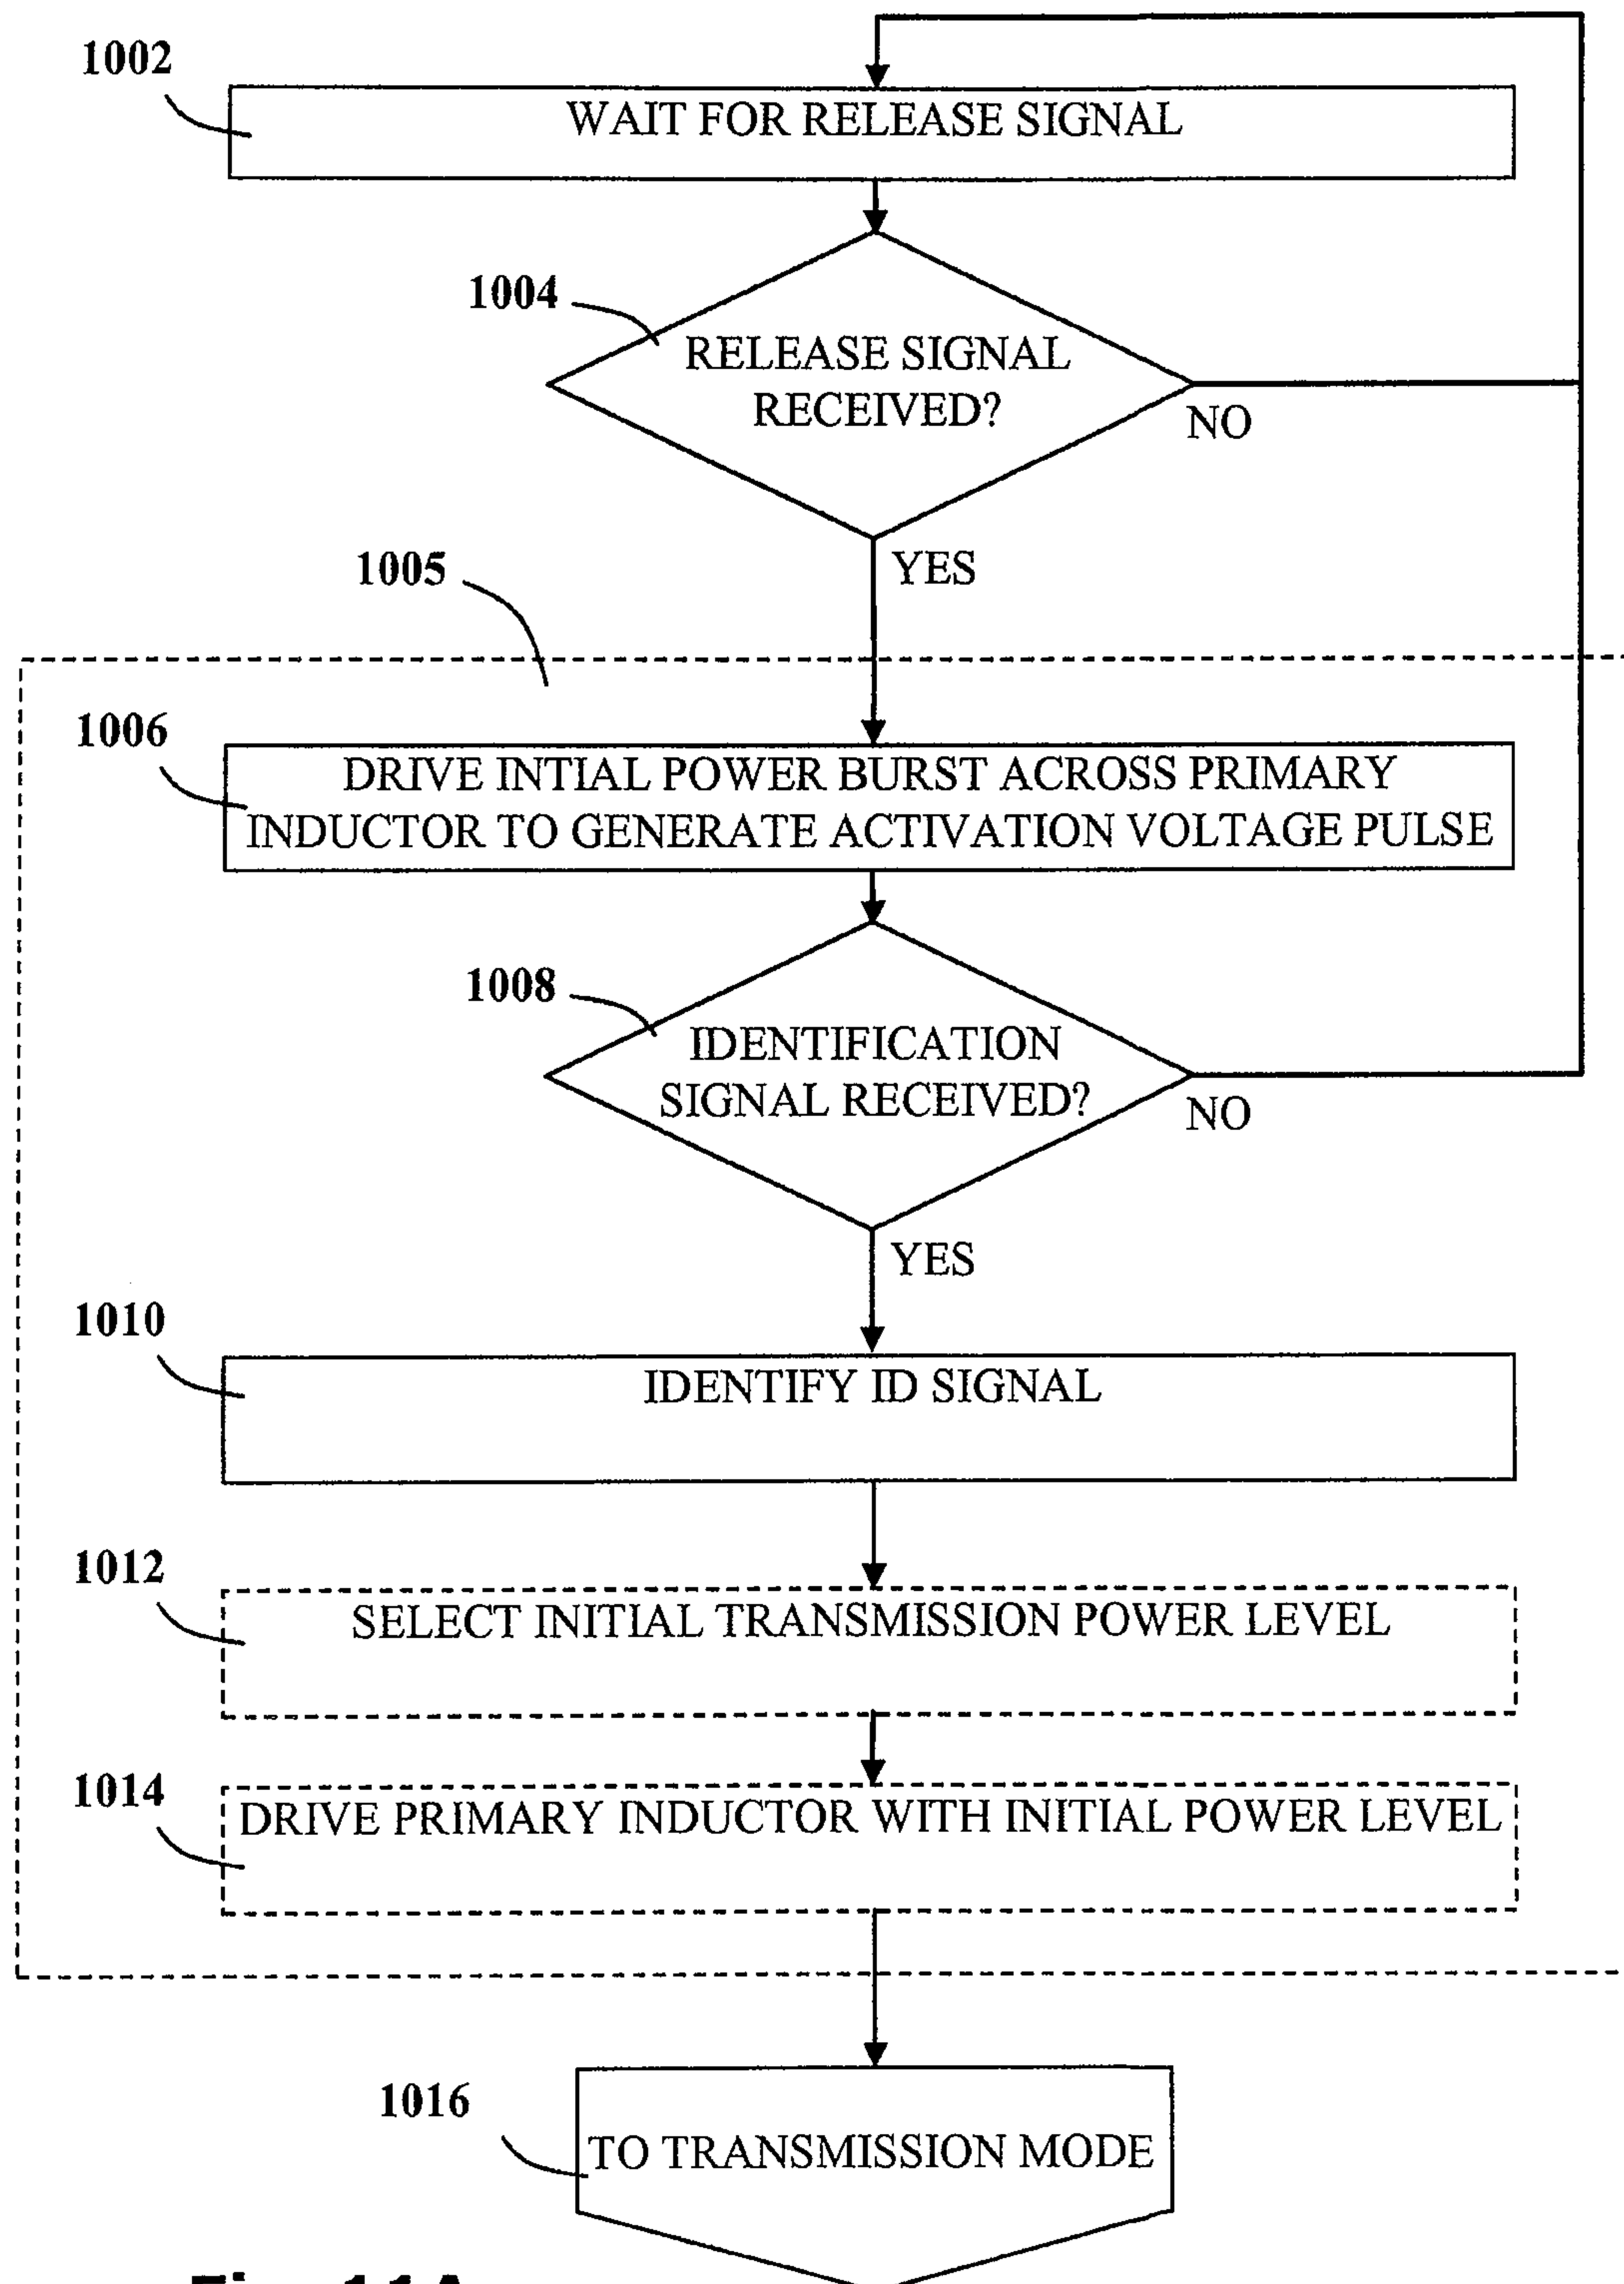 1002
WAIT FOR RELEASE SIGNAL
1004
RELEASE SIGNAL
RECEIVED?
NO
YES
1005
1006
DRIVE INTIAL POWER BURST ACROSS PRIMARY
INDUCTOR TO GENERATE ACTIVATION VOLTAGE PULSE
1008
IDENTIFICATION
SIGNAL RECEIVED?
NO
YES
1010
IDENTIFY ID SIGNAL
1012
SELECT INITIAL TRANSMISSION POWER LEVEL
1014
DRIVE PRIMARY INDUCTOR WITH INITIAL POWER LEVEL
1016
TO TRANSMISSION MODE
Fig. 11A